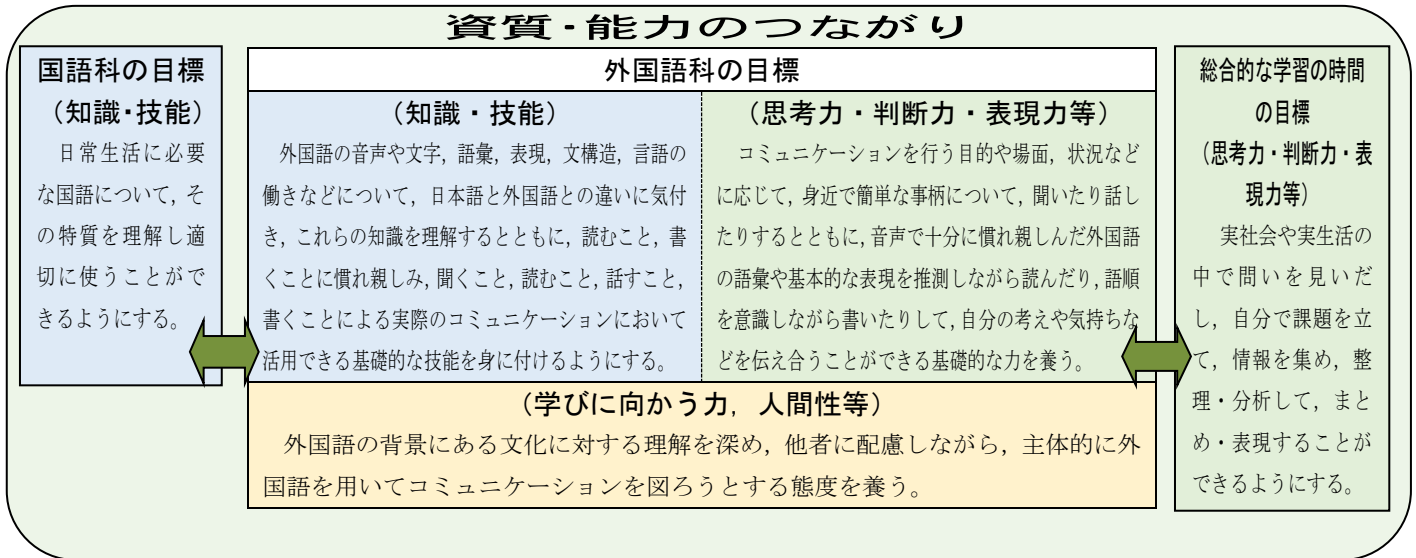 資質・能力のつながり
国語科の目標
（知識・技能）
日常生活に必要
な国語について，そ
の特質を理解し適
切に使うことがで
きるようにする。
外国語科の目標
（知識・技能）
外国語の音声や文字，語彙，表現，文構造，言語の
働きなどについて，日本語と外国語との違いに気付
き，これらの知識を理解するとともに，読むこと，書
くことに慣れ親しみ，聞くこと，読むこと，話すこと，
書くことによる実際のコミュニケーションにおいて
活用できる基礎的な技能を身に付けるようにする。
（思考力・判断力・表現力等）
コミュニケーションを行う目的や場面，状況など
に応じて，身近で簡単な事柄について，聞いたり話し
たりするとともに，音声で十分に慣れ親しんだ外国語
の語彙や基本的な表現を推測しながら読んだり，語順
を意識しながら書いたりして，自分の考えや気持ちな
どを伝え合うことができる基礎的な力を養う。
（学びに向かう力，人間性等）
外国語の背景にある文化に対する理解を深め，他者に配慮しながら，主体的に外
国語を用いてコミュニケーションを図ろうとする態度を養う。
総合的な学習の時間
の目標
（思考力・判断力・表
現力等）
実社会や実生活の
中で問いを見いだ
し，自分で課題を立
て，情報を集め，整
理・分析して，まと
め・表現することが
できるようにする。